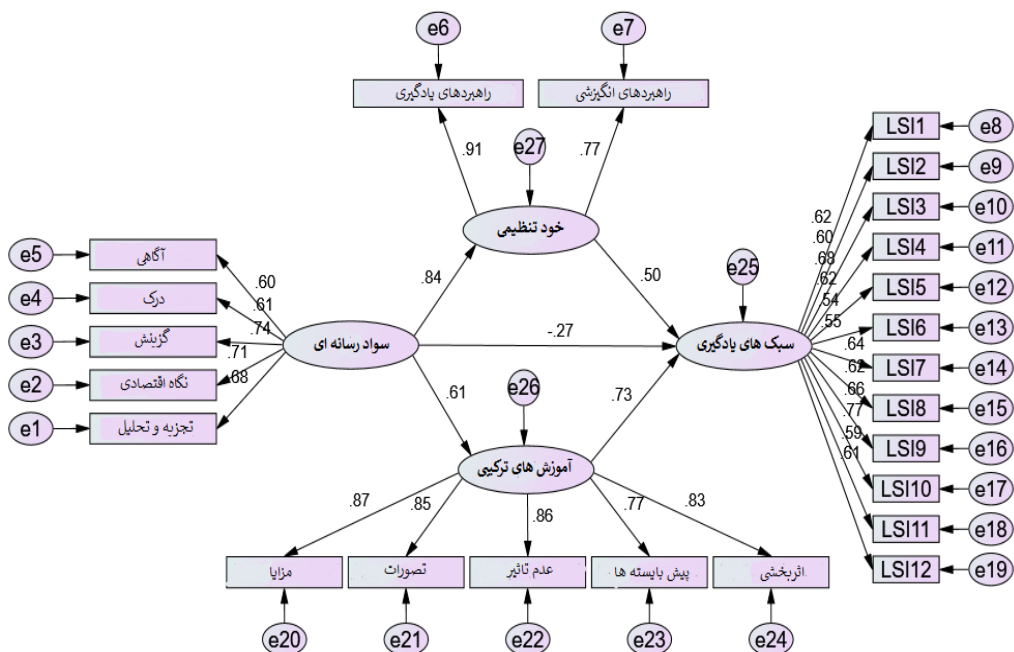 e6
e7
راهبردهای یادگیری
راهبردهای انگیزشی
.91
e27
.77
خود تنظیمی
e5
آگاهی
e4
درک
e3
گزینش
e2
نگاه اقتصادی
e1
تجزیه و تحلیل
.60
.61
.74
.71
.68
سواد رسانه ای
.84
-.27
.61
.50
e25
سبک های یادگیری
.73
e26
آموزش های ترکیبی
.87
.85
.86
.77
.83
مزایا
تصورات
عدم تاثیر
پیش بایسته ها
اثربخشی
e20
e21
e22
e23
e24
.62
.60
.68
.62
.54
.55
.64
.62
.66
.77
.59
.61
LSI1
e8
LSI2
e9
LSI3
e10
LSI4
e11
LSI5
e12
LSI6
e13
LSI7
e14
LSI8
e15
LSI9
e16
LSI10
e17
LSI11
e18
LSI12
e19